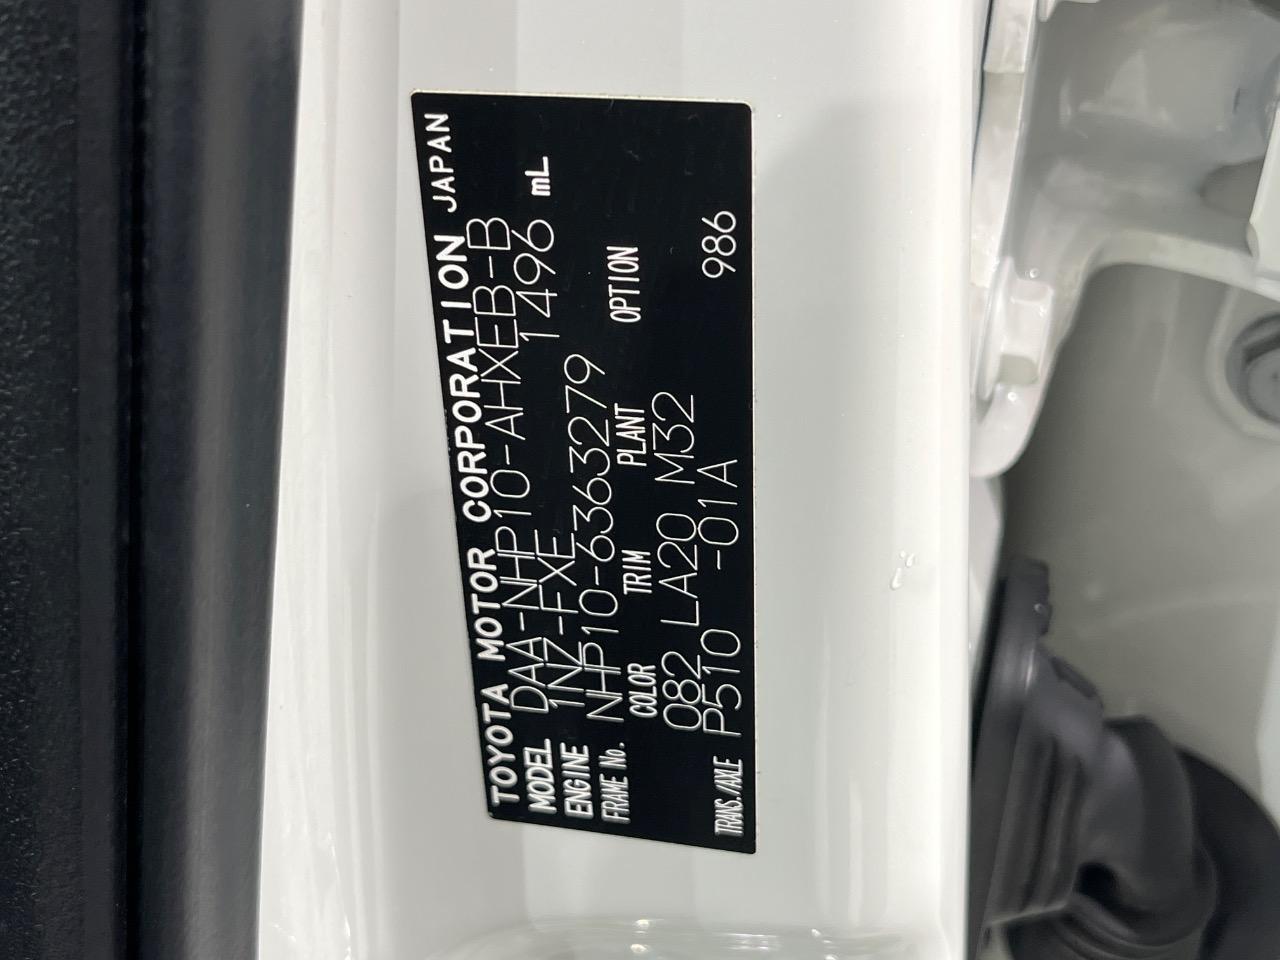 TOYOTA MOTOR CORPORATION JAPAN
MODEL DAA-NHP10-AHXEB-B
ENGINE 1NZ-FXE 1496 mL
FRAME No. NHP10-6363279
COLOR TRIM PLANT OPTION
082 LA20 M32
TRANS./AXLE P510 -01A 986